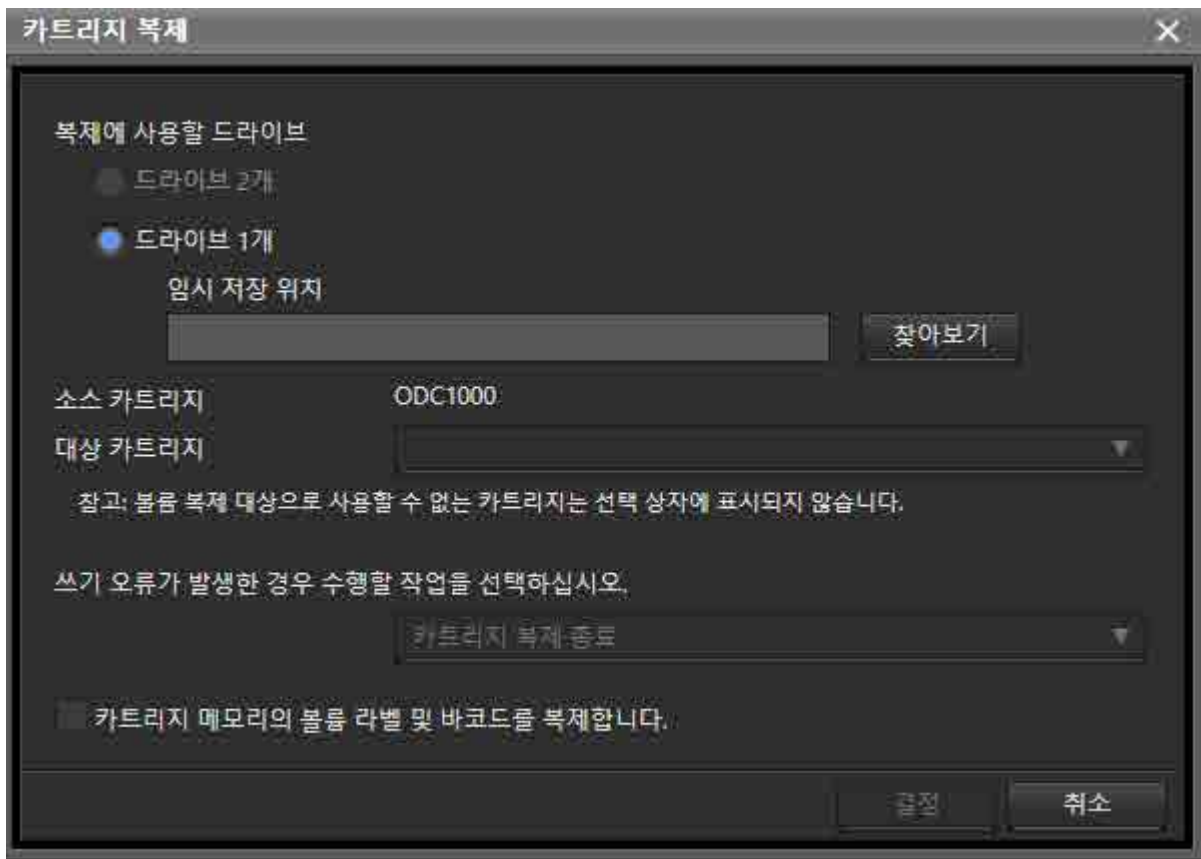 카트리지 복제
복제에 사용할 드라이브
드라이브 2개
드라이브 1개
임시 저장 위치
찾아보기
소스 카트리지 ODC1000
대상 카트리지
참고: 볼륨 복제 대상으로 사용할 수 없는 카트리지는 선택 상자에 표시되지 않습니다.
쓰기 오류가 발생한 경우 수행할 작업을 선택하십시오.
카트리지 복제 종료
카트리지 메모리의 볼륨 라벨 및 바코드를 복제합니다.
결정 취소